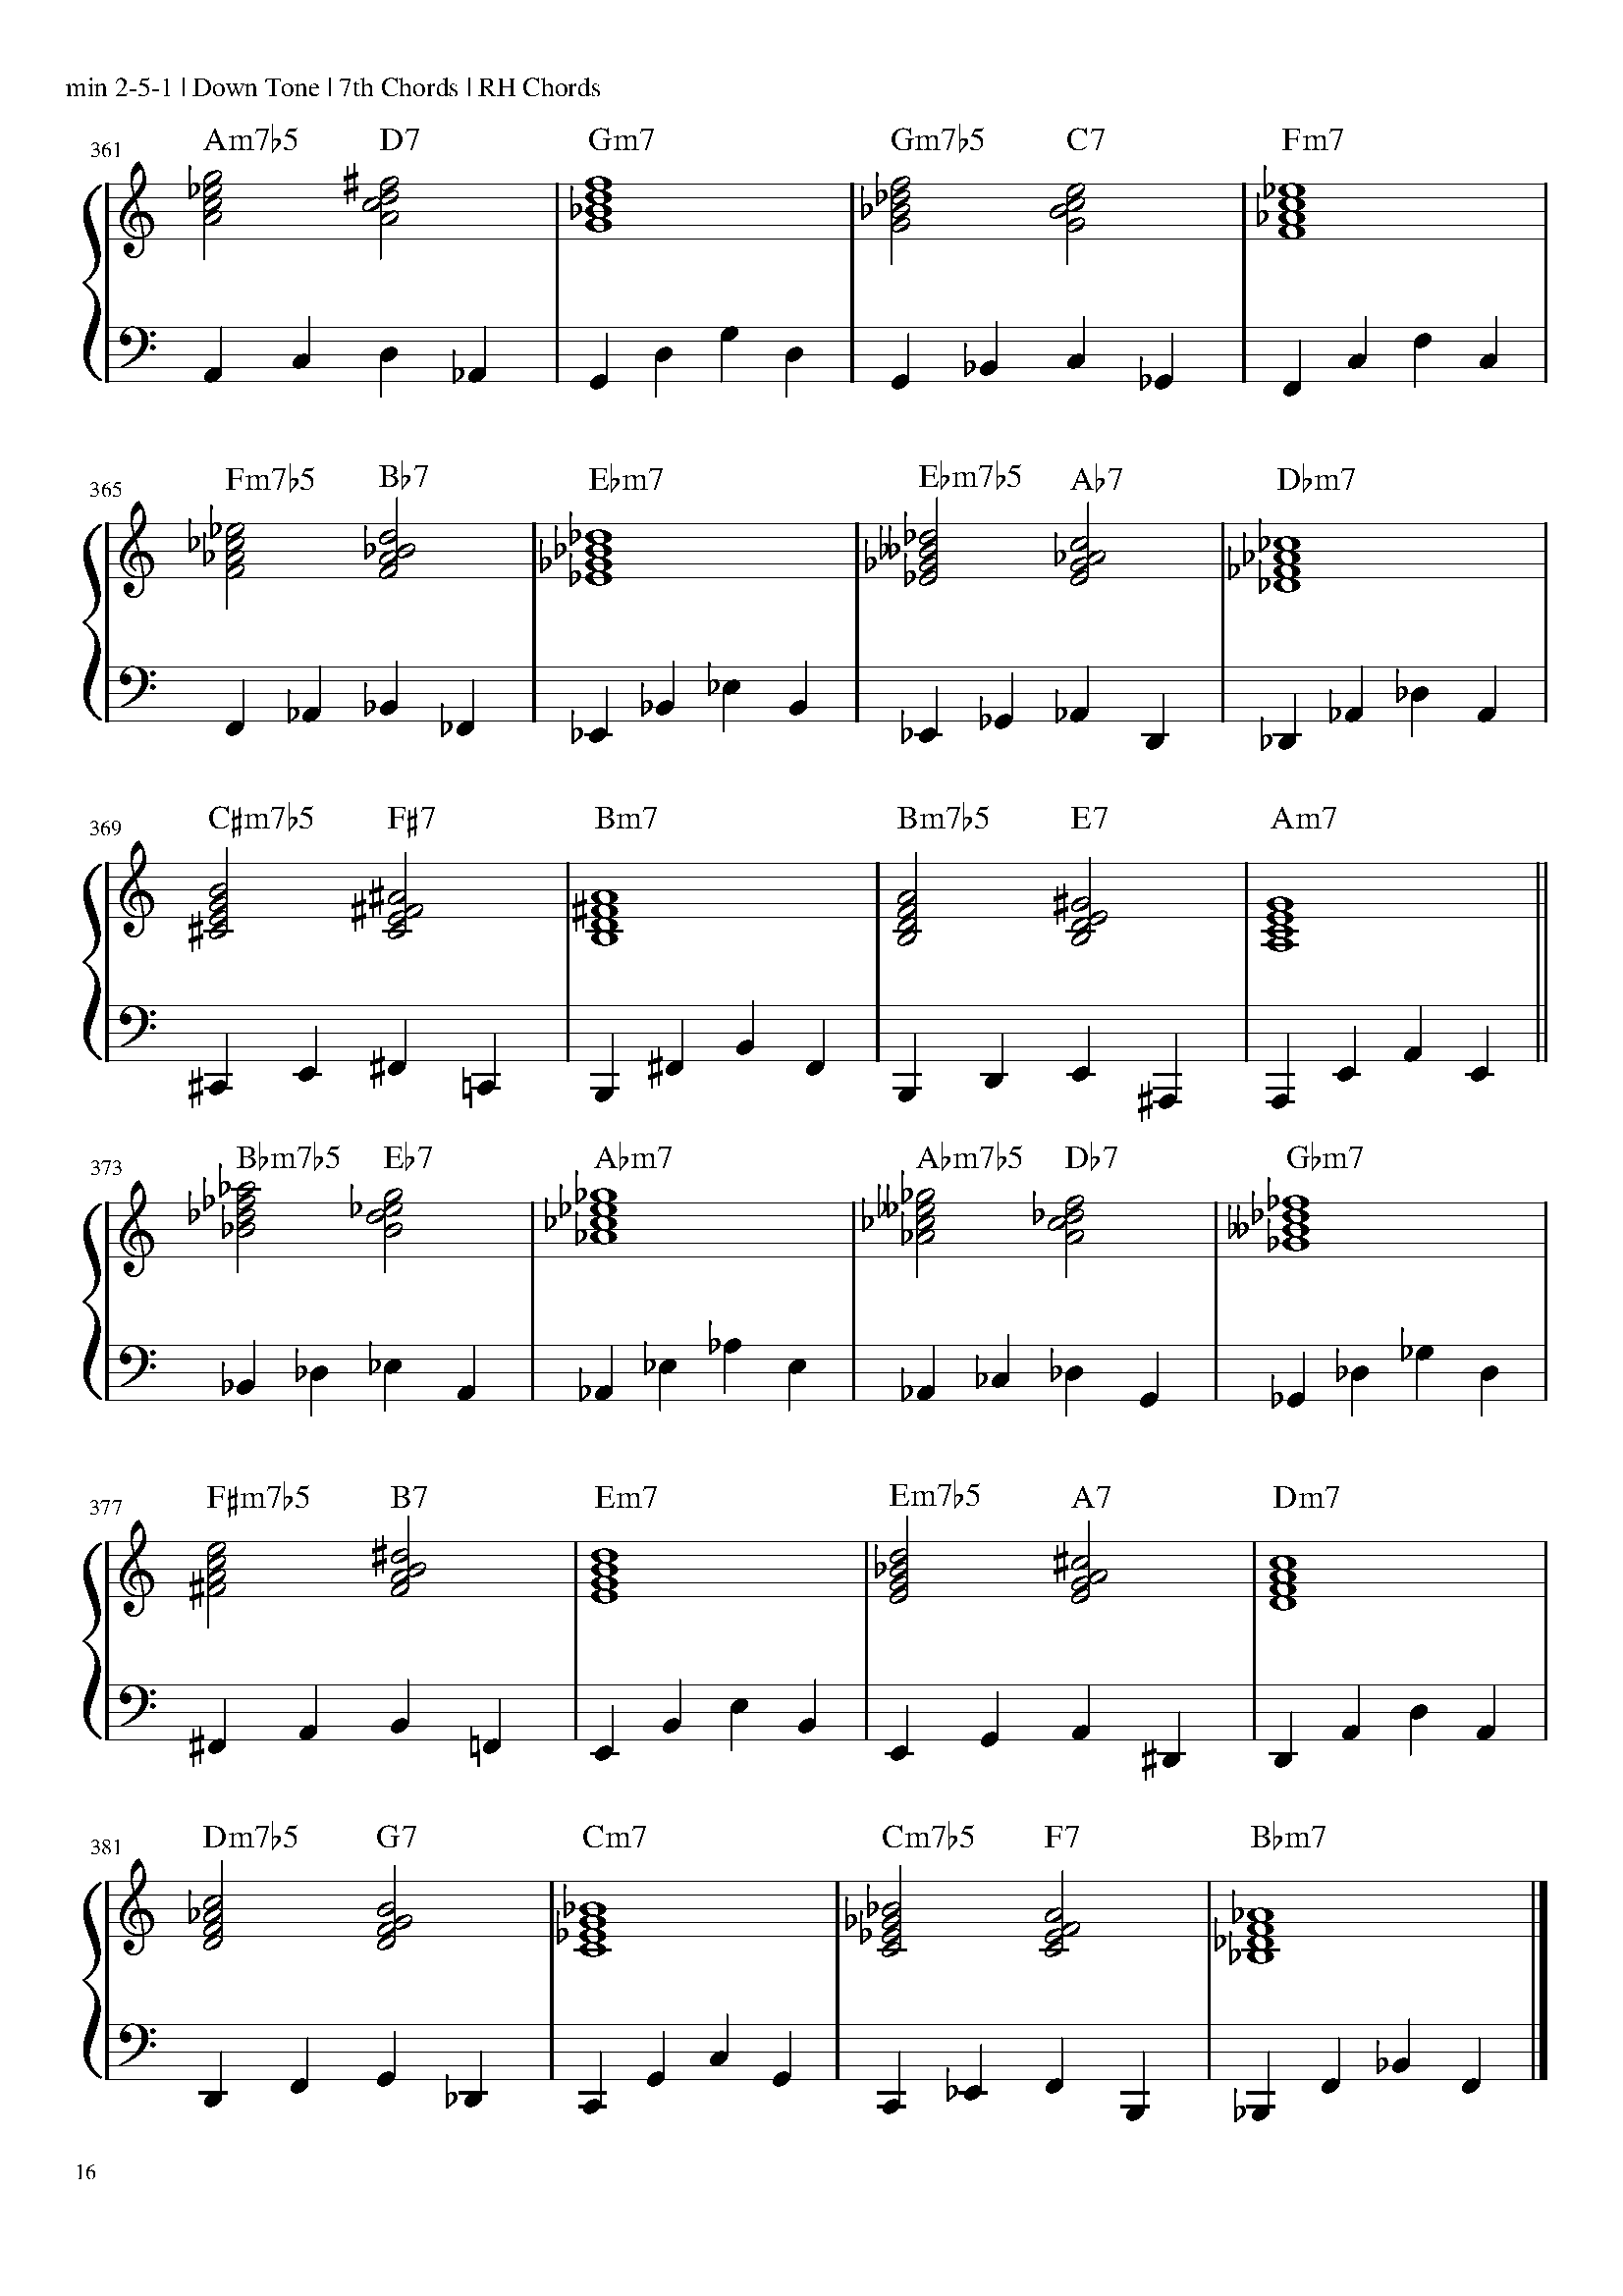 min 2-5-1 | Down Tone | 7th Chords | RH Chords
361 Am7♭5 D7 Gm7 Gm7♭5 C7 Fm7
365 Fm7♭5 B♭7 E♭m7 E♭m7♭5 A♭7 D♭m7
369 C♯m7♭5 F♯7 Bm7 Bm7♭5 E7 Am7
373 B♭m7♭5 E♭7 A♭m7 A♭m7♭5 D♭7 G♭m7
377 F♯m7♭5 B7 Em7 Em7♭5 A7 Dm7
381 Dm7♭5 G7 Cm7 Cm7♭5 F7 B♭m7
16